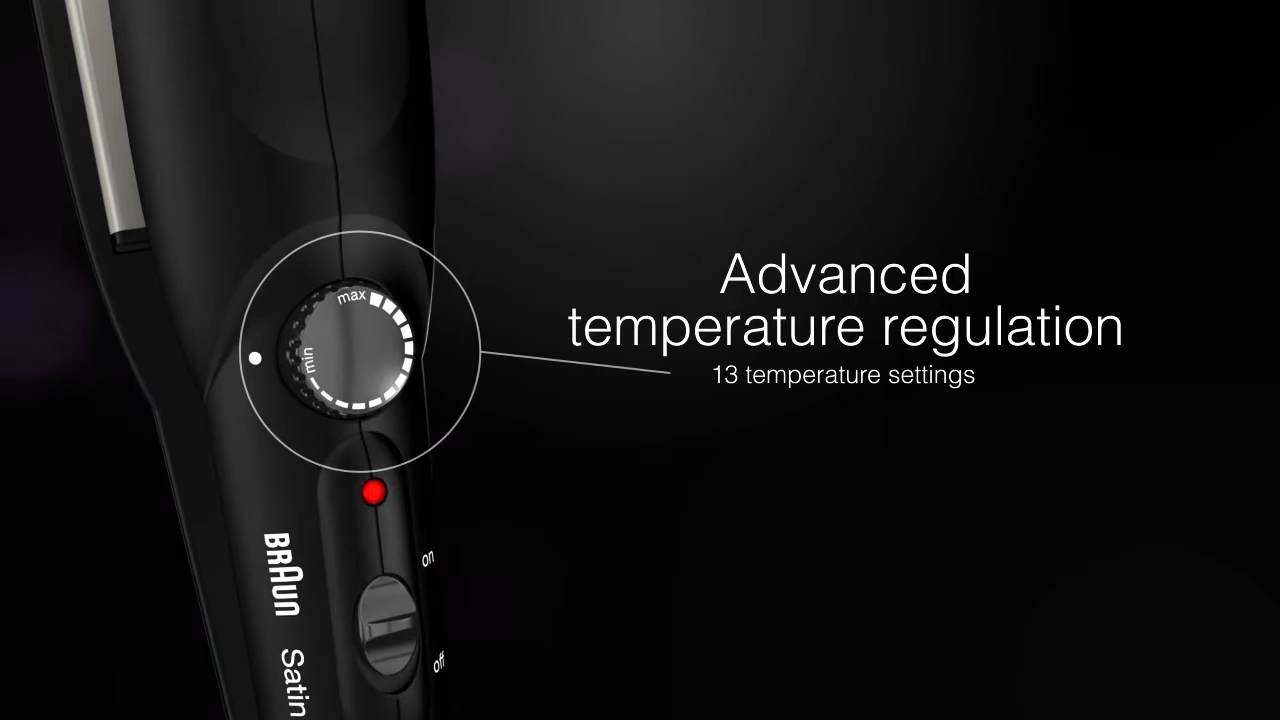 Advanced
temperature regulation
13 temperature settings
max
min
on
off
BRAUN
Satin